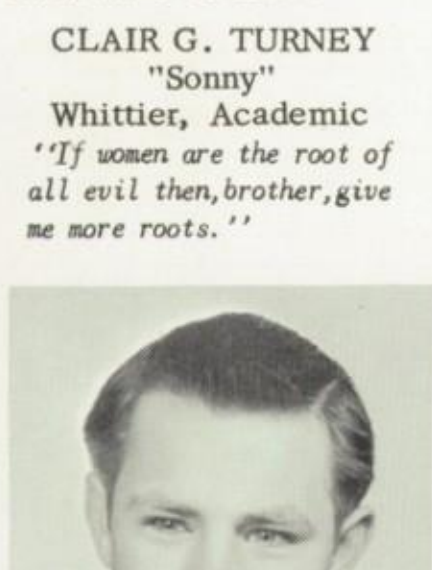 CLAIR G. TURNEY
"Sonny"
Whittier, Academic
''If women are the root of
all evil then,brother,give
me more roots.''